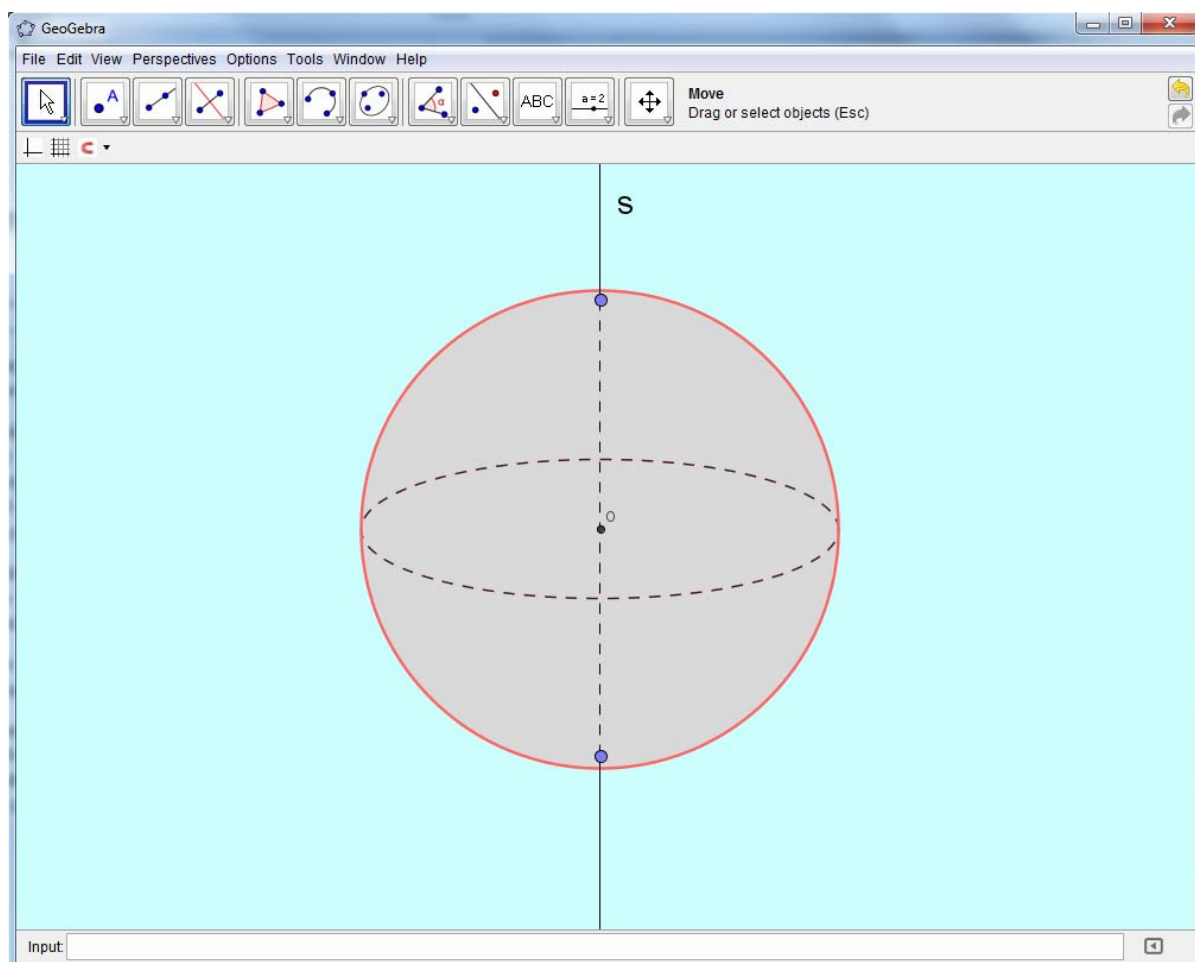 GeoGebra
File Edit View Perspectives Options Tools Window Help
A
α
ABC
a=2
Move
Drag or select objects (Esc)
S
O
Input: